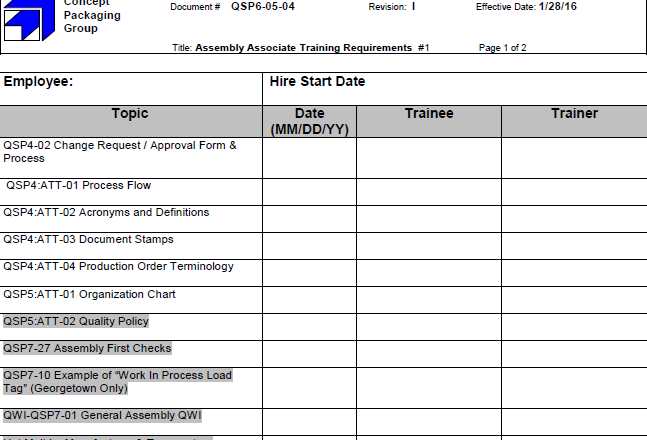 Concept
Packaging
Group
Document # QSP6-05-04 Revision: I Effective Date: 1/28/16
Title: Assembly Associate Training Requirements #1 Page 1 of 2
Employee: Hire Start Date
Topic Date (MM/DD/YY) Trainee Trainer
QSP4-02 Change Request / Approval Form &
Process
QSP4:ATT-01 Process Flow
QSP4:ATT-02 Acronyms and Definitions
QSP4:ATT-03 Document Stamps
QSP4:ATT-04 Production Order Terminology
QSP5:ATT-01 Organization Chart
QSP5:ATT-02 Quality Policy
QSP7-27 Assembly First Checks
QSP7-10 Example of “Work In Process Load
Tag” (Georgetown Only)
QWI-QSP7-01 General Assembly QWI